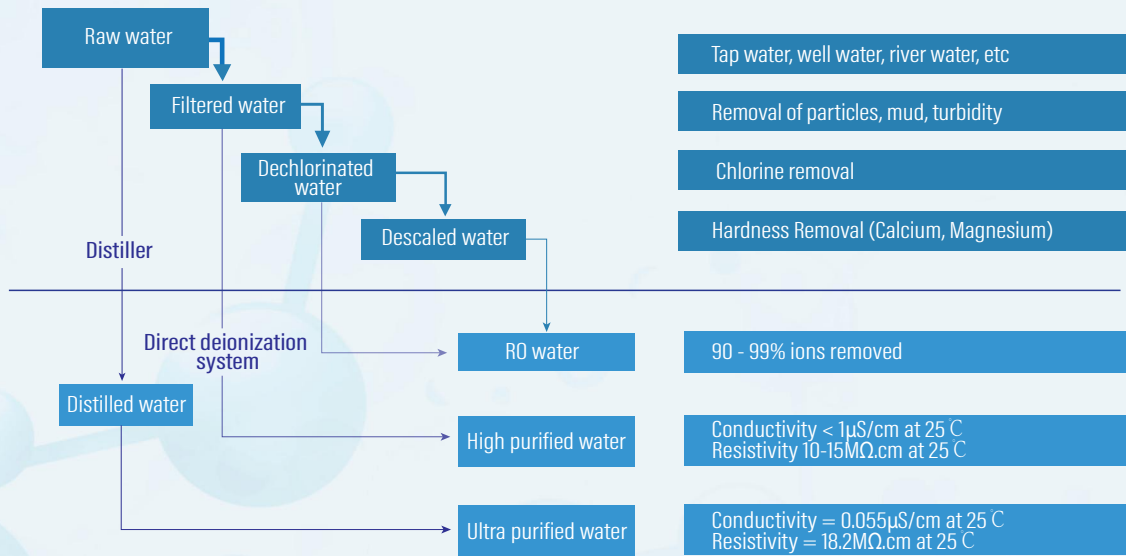 Raw water
Tap water, well water, river water, etc
Filtered water
Removal of particles, mud, turbidity
Dechlorinated
water
Chlorine removal
Descaled water
Hardness Removal (Calcium, Magnesium)
Distiller
Direct deionization
system
RO water
90 - 99% ions removed
Distilled water
High purified water
Conductivity < 1µS/cm at 25℃
Resistivity 10-15MΩ.cm at 25℃
Ultra purified water
Conductivity = 0.055µS/cm at 25℃
Resistivity = 18.2MΩ.cm at 25℃